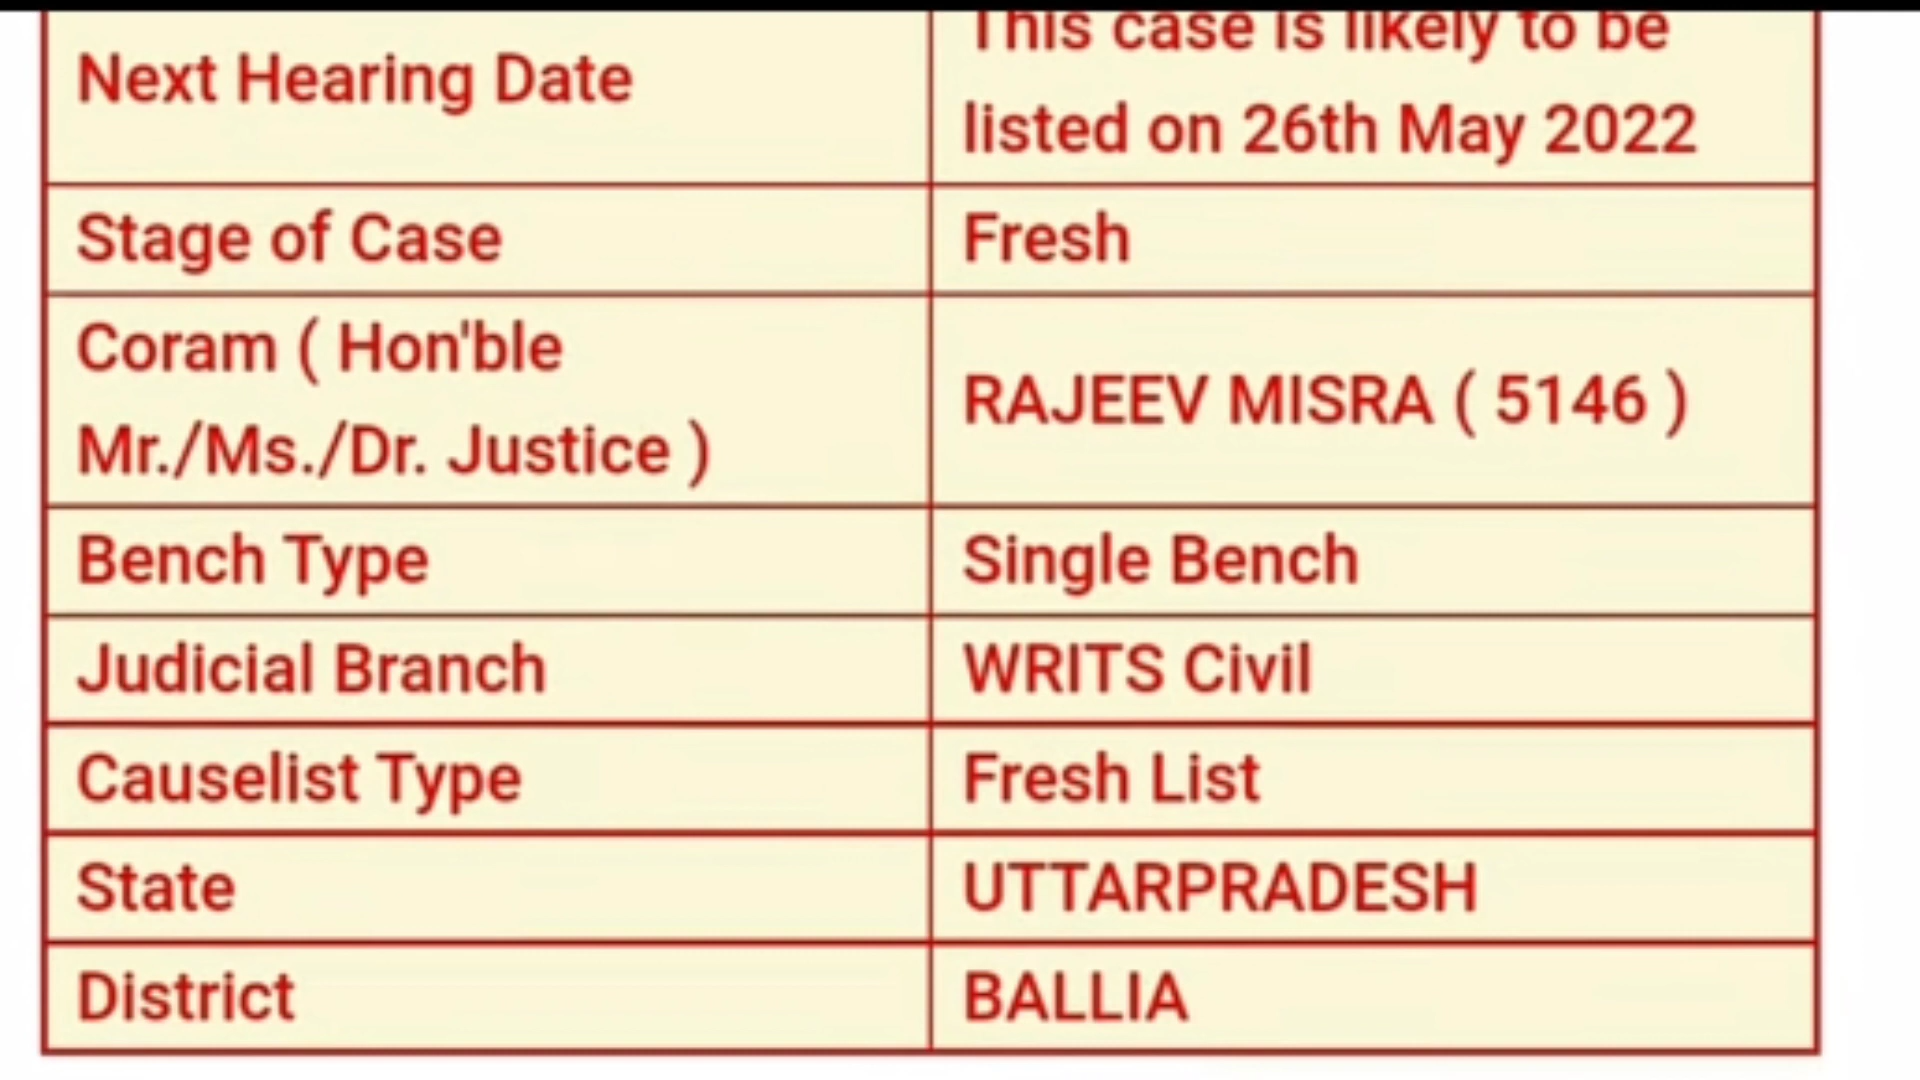 This case is likely to be
Next Hearing Date
listed on 26th May 2022
Stage of Case
Fresh
Coram ( Hon'ble
Mr./Ms./Dr. Justice )
RAJEEV MISRA ( 5146 )
Bench Type
Single Bench
Judicial Branch
WRITS Civil
Causelist Type
Fresh List
State
UTTARPRADESH
District
BALLIA